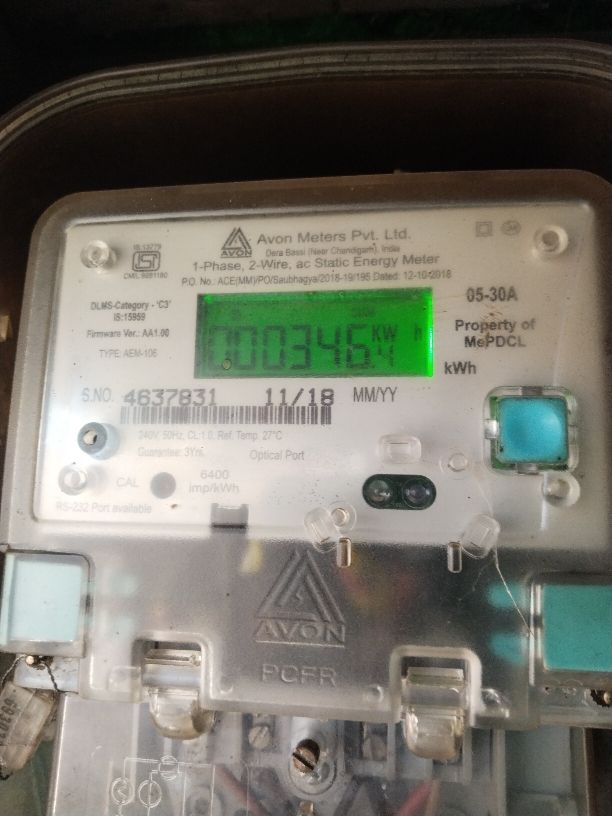 IS:13779
CM/L 9281180
AVON
Avon Meters Pvt. Ltd.
Dera Bassi (Near Chandigarh), India
1-Phase, 2-Wire, ac Static Energy Meter
P.O. No.: ACE(MM)/PO/Saubhagya/2018-19/195 Dated: 12-10-2018
DLMS-Category - 'C3'
IS:15959
Firmware Ver.: AA1.00
TYPE: AEM-106
000346.4 KW h
kWh
05-30A
Property of
MePDCL
S.NO. 4637831 11/18 MM/YY
240V, 50Hz, CL:1.0, Ref. Temp. 27°C
Guarantee: 3Yrs.
Optical Port
CAL
6400
imp/kWh
RS-232 Port available
AVON
PCFR